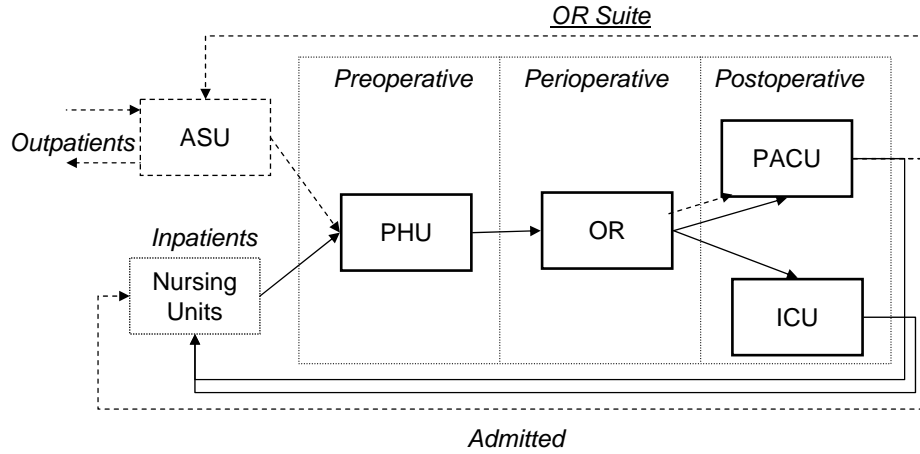 OR Suite
Preoperative
Perioperative
Postoperative
Outpatients
ASU
PACU
Inpatients
PHU
OR
Nursing
Units
ICU
Admitted